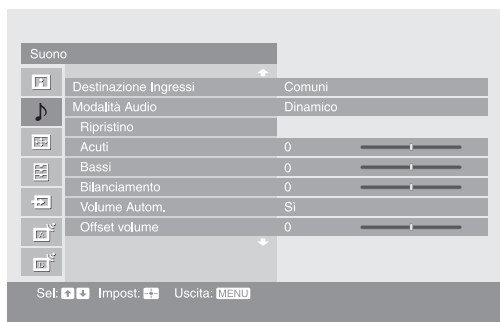 Suono
Destinazione Ingressi Comuni
Modalità Audio Dinamico
Ripristino
Acuti 0
Bassi 0
Bilanciamento 0
Volume Autom. Sì
Offset volume 0
Sel: Impost: Uscita: MENU